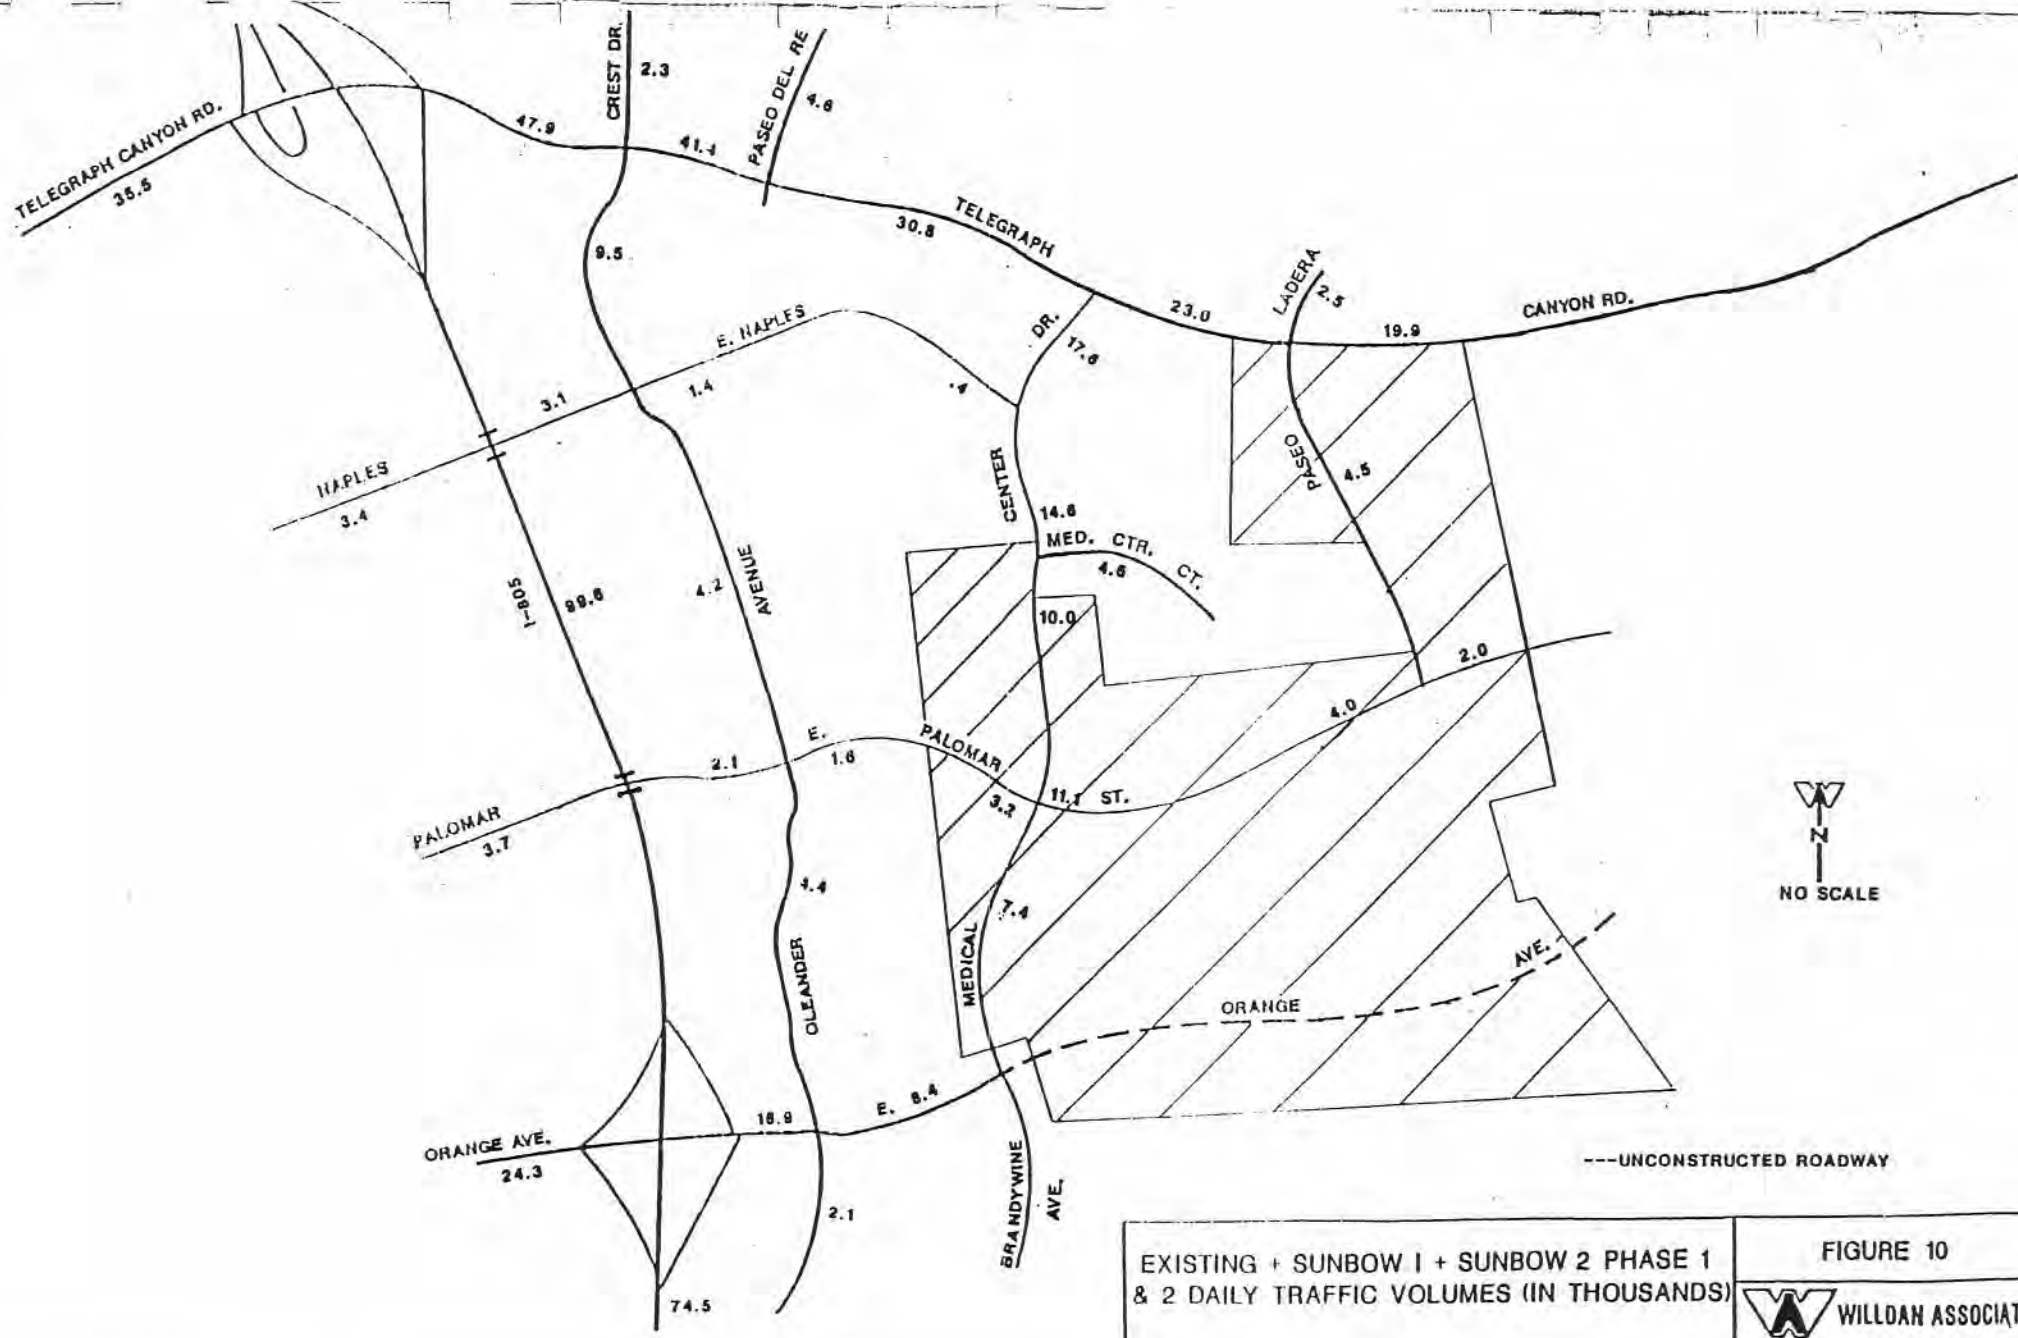 CREST DR.
2.3
PASEO DEL RE
4.6
TELEGRAPH CANYON RD.
35.5
47.9
41.4
9.5
30.8
TELEGRAPH
23.0
LADERA
2.5
19.9
CANYON RD.
E. NAPLES
DR.
17.6
3.1
1.4
.4
NAPLES
3.4
CENTER
14.6
PASEO
4.5
MED. CTR. CT.
4.6
I-805
99.6
4.2
AVENUE
10.0
2.0
4.0
E. PALOMAR ST.
2.1
1.6
3.2
11.1
PALOMAR
3.7
N
NO SCALE
7.4
OLEANDER
MEDICAL
ORANGE
AVE.
E.
16.9
ORANGE AVE.
24.3
2.1
BRANDYWINE
AVE.
---UNCONSTRUCTED ROADWAY
74.5
EXISTING + SUNBOW I + SUNBOW 2 PHASE 1
& 2 DAILY TRAFFIC VOLUMES (IN THOUSANDS)
FIGURE 10
WILLDAN ASSOCIAT